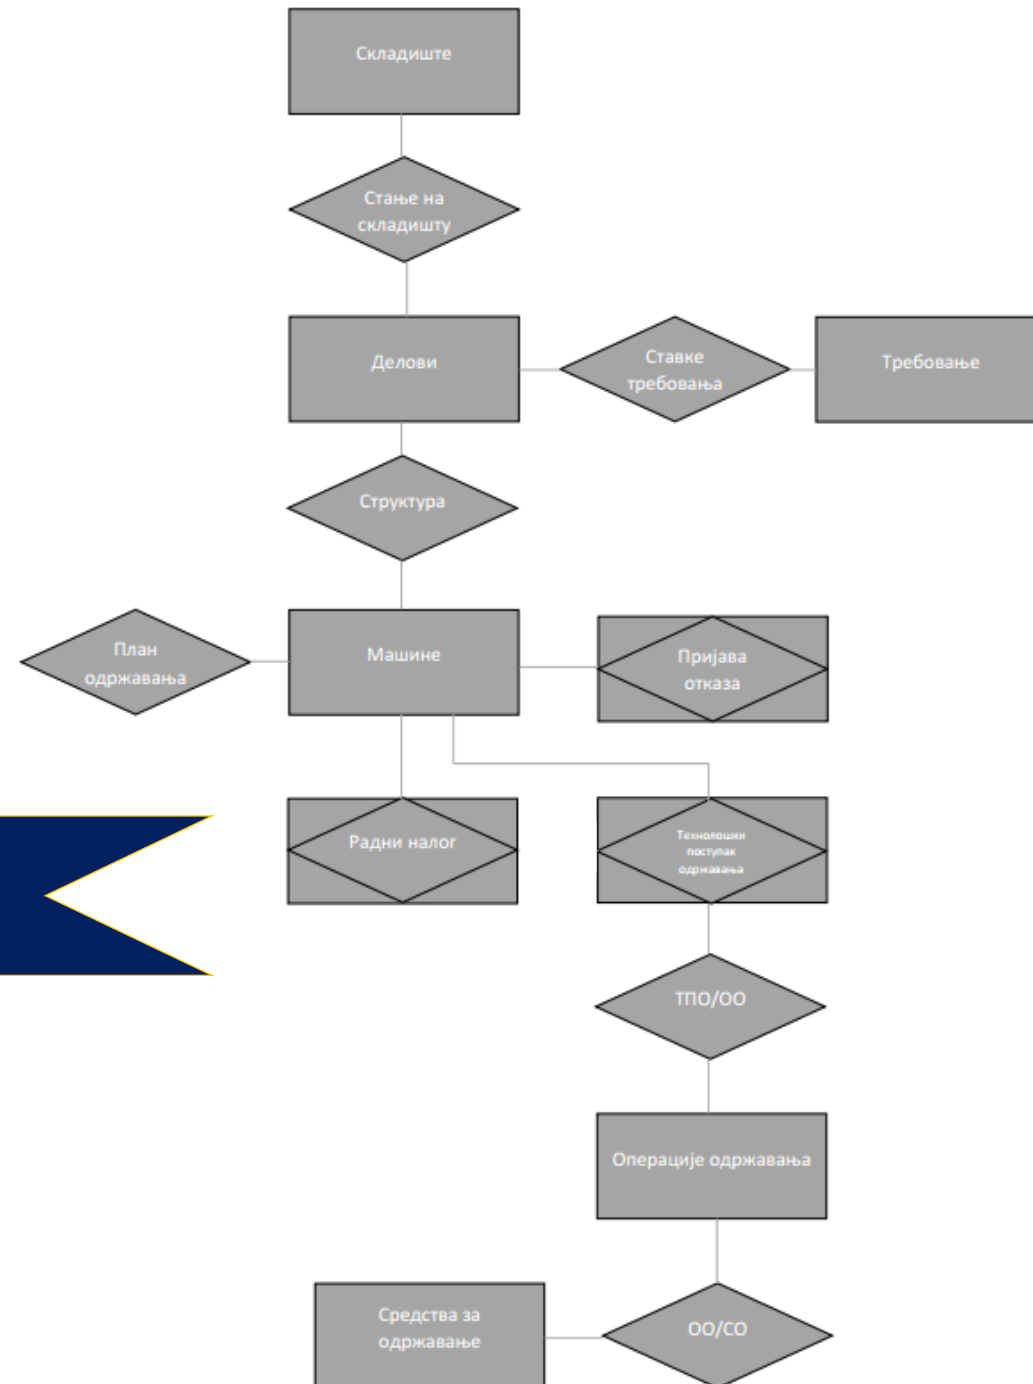 Складиште
Стање на
складишту
Делови
Ставке
требовања
Требовање
Структура
План
одржавања
Машине
Пријава
отказа
Радни налог
Технолошки
поступак
одржавања
ТПО/ОО
Операције одржавања
Средства за
одржавање
ОО/СО